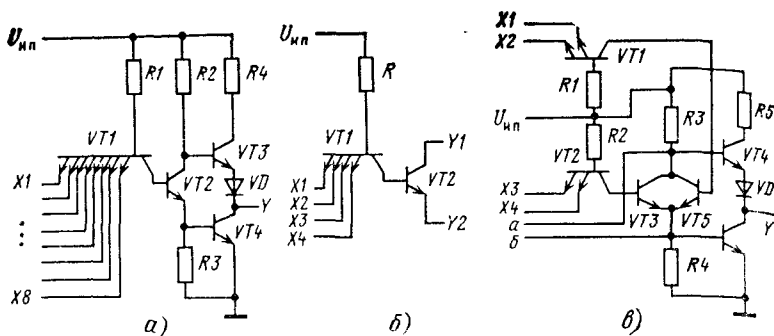 Uип
R1
R2
R4
VT1
VT3
VD
VT2
Y
VT4
R3
X1
X8
а)
Uип
R
VT1
Y1
VT2
Y2
X1
X2
X3
X4
б)
X1
X2
VT1
R1
Uип
R3
R5
R2
VT4
VT2
VD
X3
X4
а
б
VT3
VT5
Y
R4
в)